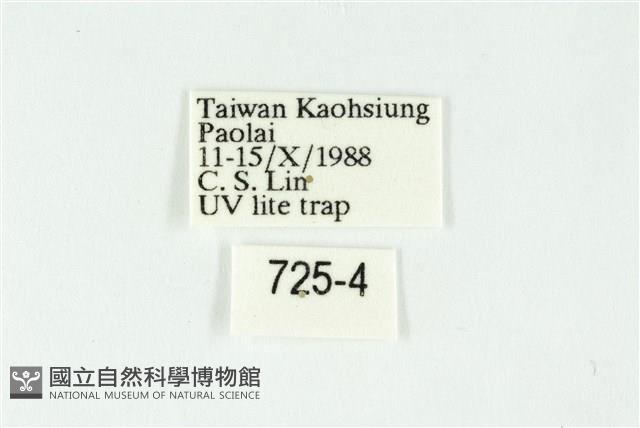 Taiwan Kaohsiung
Paolai
11-15/X/1988
C. S. Lin
UV lite trap
725-4
國立自然科學博物館
NATIONAL MUSEUM OF NATURAL SCIENCE